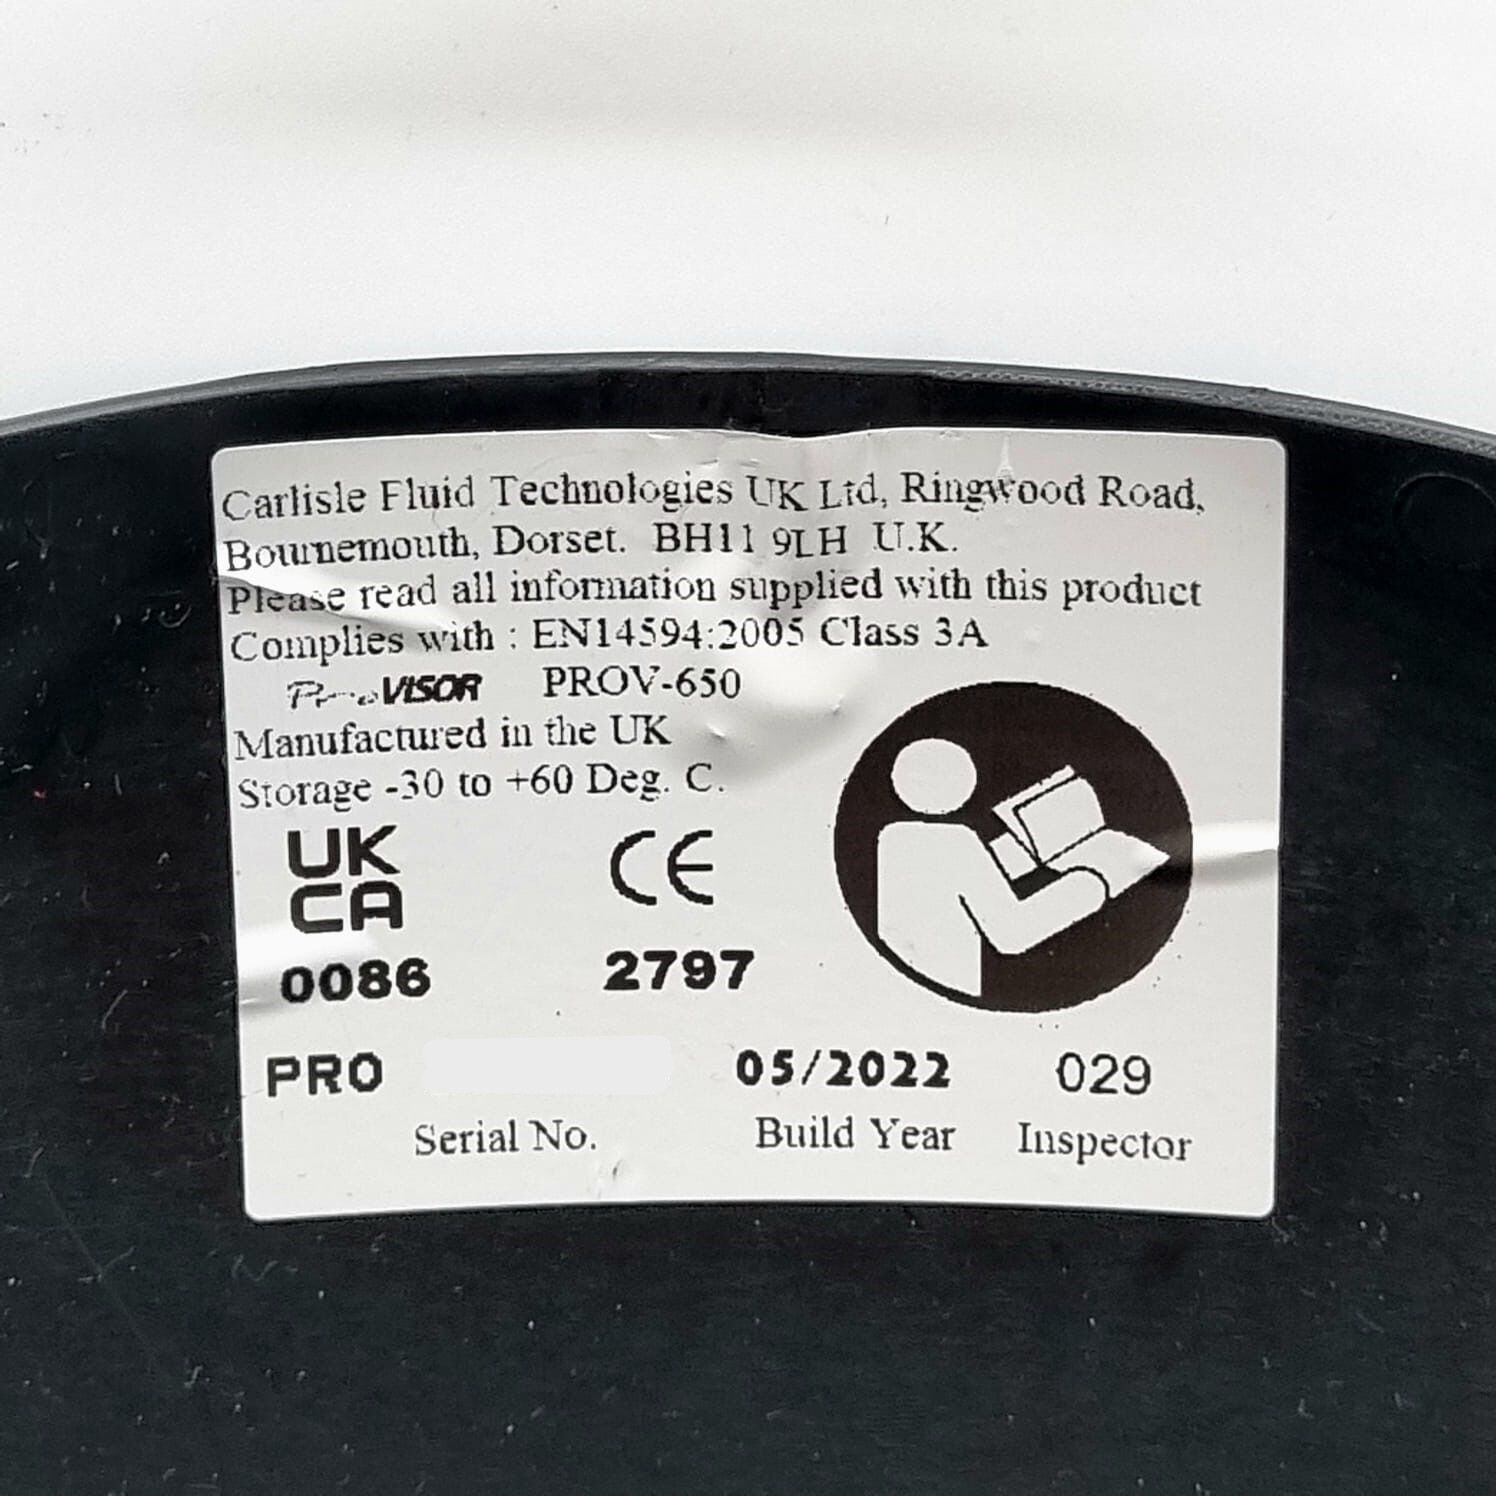 Carlisle Fluid Technologies UK Ltd, Ringwood Road,
Bournemouth, Dorset. BH11 9LH U.K.
Please read all information supplied with this product
Complies with : EN14594:2005 Class 3A
ProVISOR PROV-650
Manufactured in the UK
Storage -30 to +60 Deg. C.
UK CA CE
0086 2797
PRO 05/2022 029
Serial No. Build Year Inspector